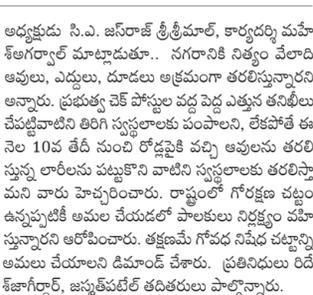 అధ్యక్షుడు సి.ఎ. జస్‌రాజ్ శ్రీశ్రీమాల్, కార్యదర్శి మహే
శ్‌అగర్వాల్ మాట్లాడుతూ.. నగరానికి నిత్యం వేలాది
ఆవులు, ఎద్దులు, దూడలు అక్రమంగా తరలిస్తున్నారని
అన్నారు. ప్రభుత్వ చెక్ పోస్టుల వద్ద పెద్ద ఎత్తున తనిఖీలు
చేపట్టివాటిని తిరిగి స్వస్థలాలకు పంపాలని, లేకపోతే ఈ
నెల 10వ తేదీ నుంచి రోడ్లపైకి వచ్చి ఆవులను తరలి
స్తున్న లారీలను పట్టుకొని వాటిని స్వస్థలాలకు తరలిస్తా
మని వారు హెచ్చరించారు. రాష్ట్రంలో గోరక్షణ చట్టం
ఉన్నప్పటికీ అమల చేయడంలో పాలకులు నిర్లక్ష్యం వహి
స్తున్నారని ఆరోపించారు. తక్షణమే గోవధ నిషేధ చట్టాన్ని
అమలు చేయాలని డిమాండ్ చేశారు. ప్రతినిధులు రిదే
శ్‌జాగీర్దార్, జస్మత్‌పటేల్ తదితరులు పాల్గొన్నారు.